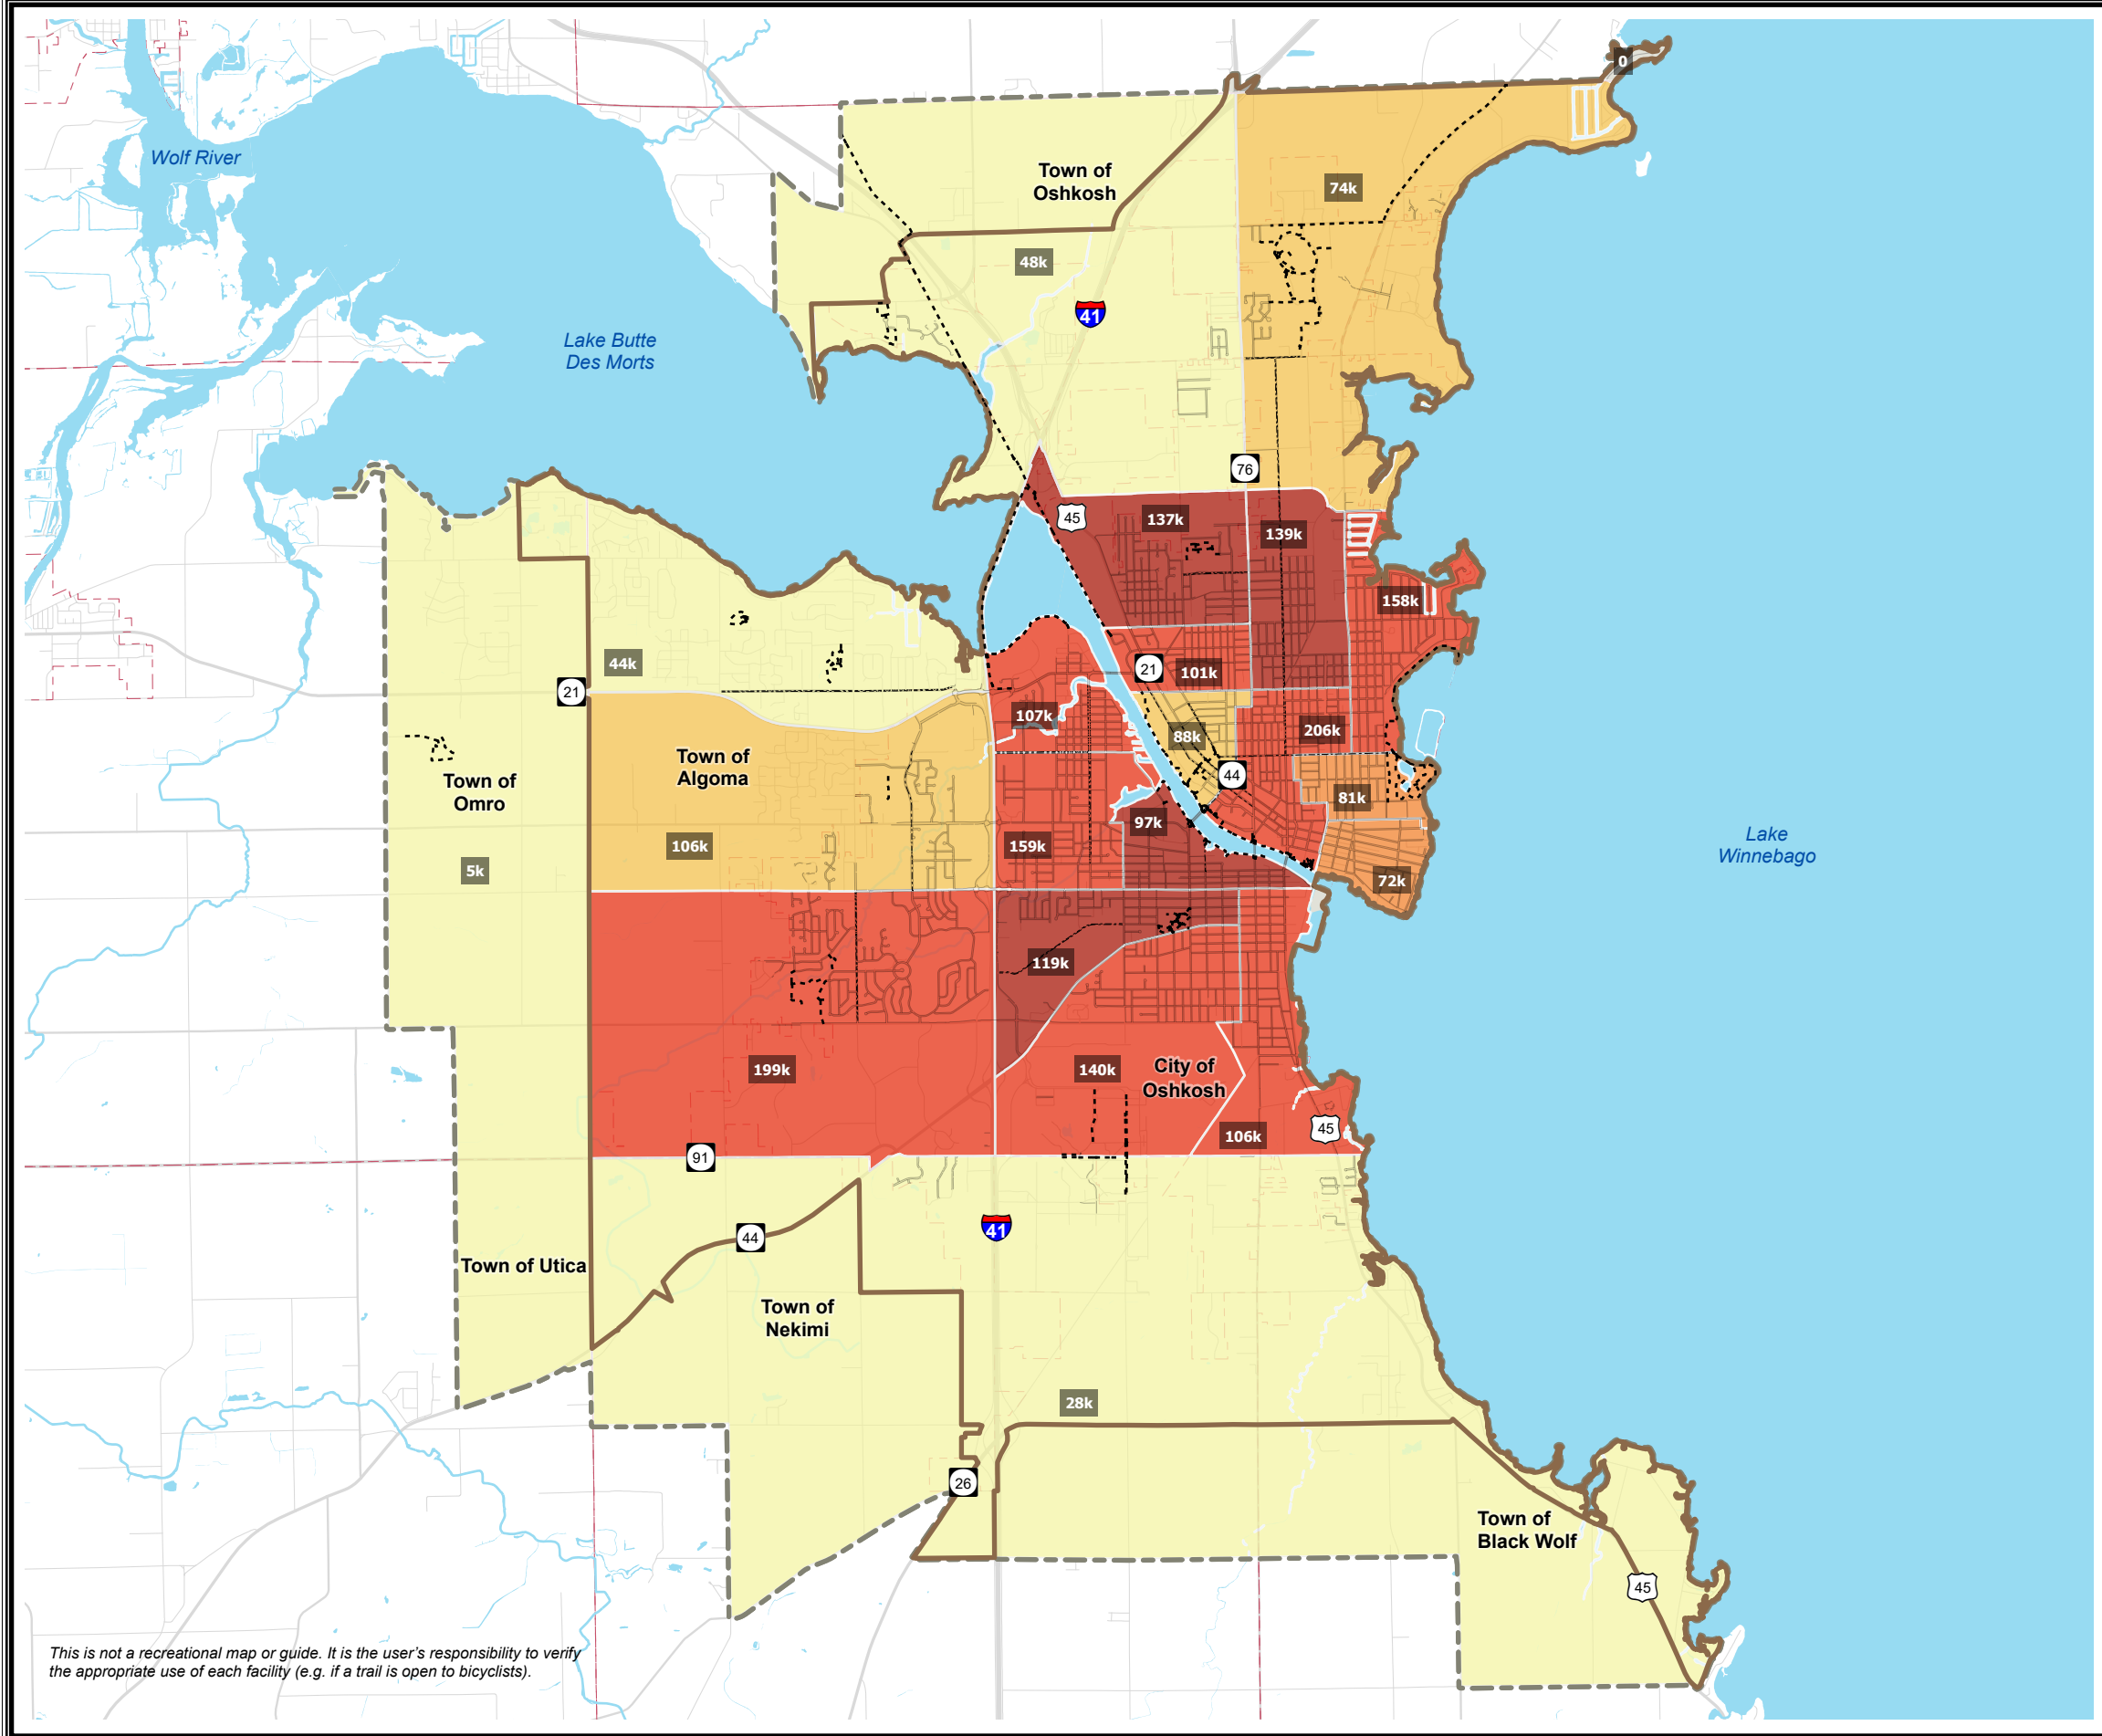 0
Wolf River
Town of
Oshkosh
74k
48k
41
Lake Butte
Des Morts
76
45
137k
139k
158k
44k
21
101k
21
107k
88k
206k
Town of
Algoma
Town of
Omro
44
81k
97k
Lake
Winnebago
106k
159k
5k
72k
119k
199k
140k
City of
Oshkosh
106k
45
91
41
44
Town of Utica
Town of
Nekimi
28k
26
Town of
Black Wolf
45
This is not a recreational map or guide. It is the user's responsibility to verify
the appropriate use of each facility (e.g. if a trail is open to bicyclists).